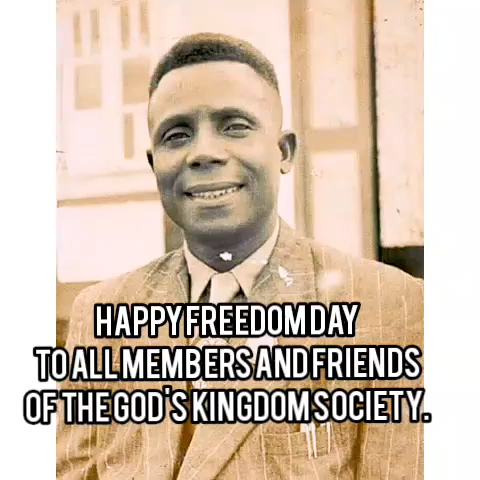 HAPPY FREEDOM DAY
TO ALL MEMBERS AND FRIENDS
OF THE GOD'S KINGDOM SOCIETY.